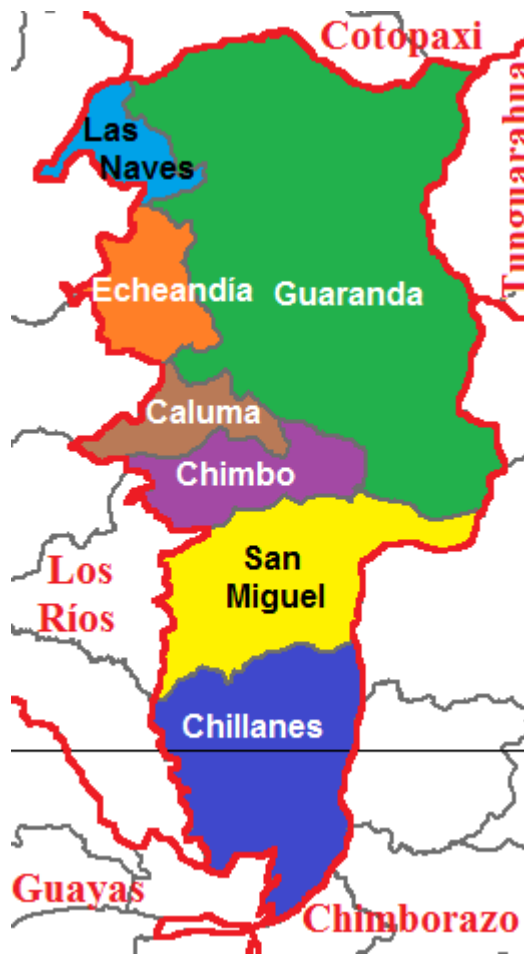 Cotopaxi
Tunguarahua
Las
Naves
Echeandía
Guaranda
Caluma
Chimbo
San
Miguel
Los
Ríos
Chillanes
Guayas
Chimborazo